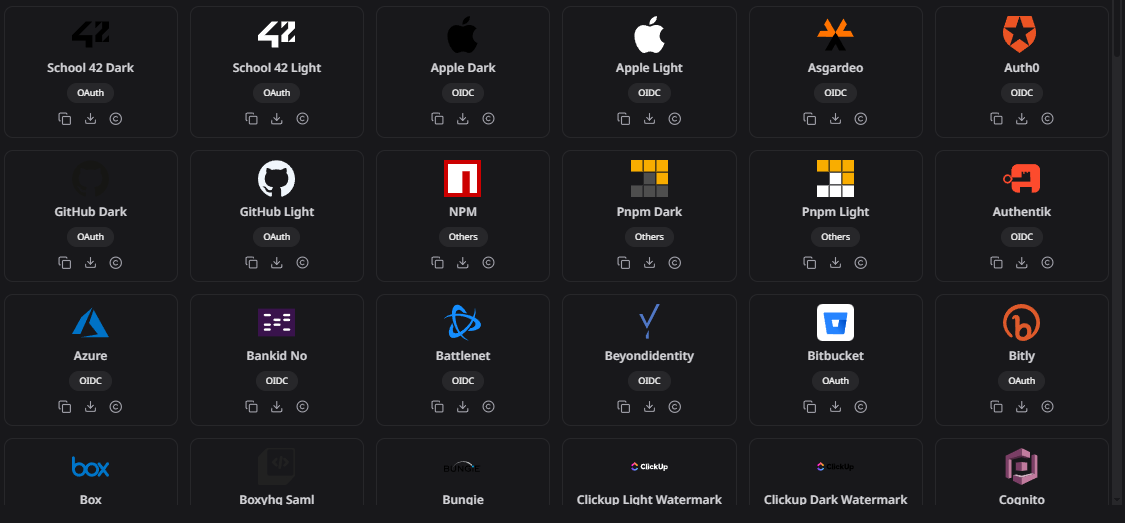 42
42
School 42 Dark
School 42 Light
Apple Dark
Apple Light
Asgardeo
Auth0
OAuth
OAuth
OIDC
OIDC
OIDC
OIDC
GitHub Dark
GitHub Light
NPM
Pnpm Dark
Pnpm Light
Authentik
OAuth
OAuth
Others
Others
Others
OIDC
Azure
Bankid No
Battlenet
Beyondidentity
Bitbucket
Bitly
OIDC
OIDC
OIDC
OIDC
OAuth
OAuth
box
BUNGIE
ClickUp
ClickUp
Box
Boxyhq Saml
Bungie
Clickup Light Watermark
Clickup Dark Watermark
Cognito